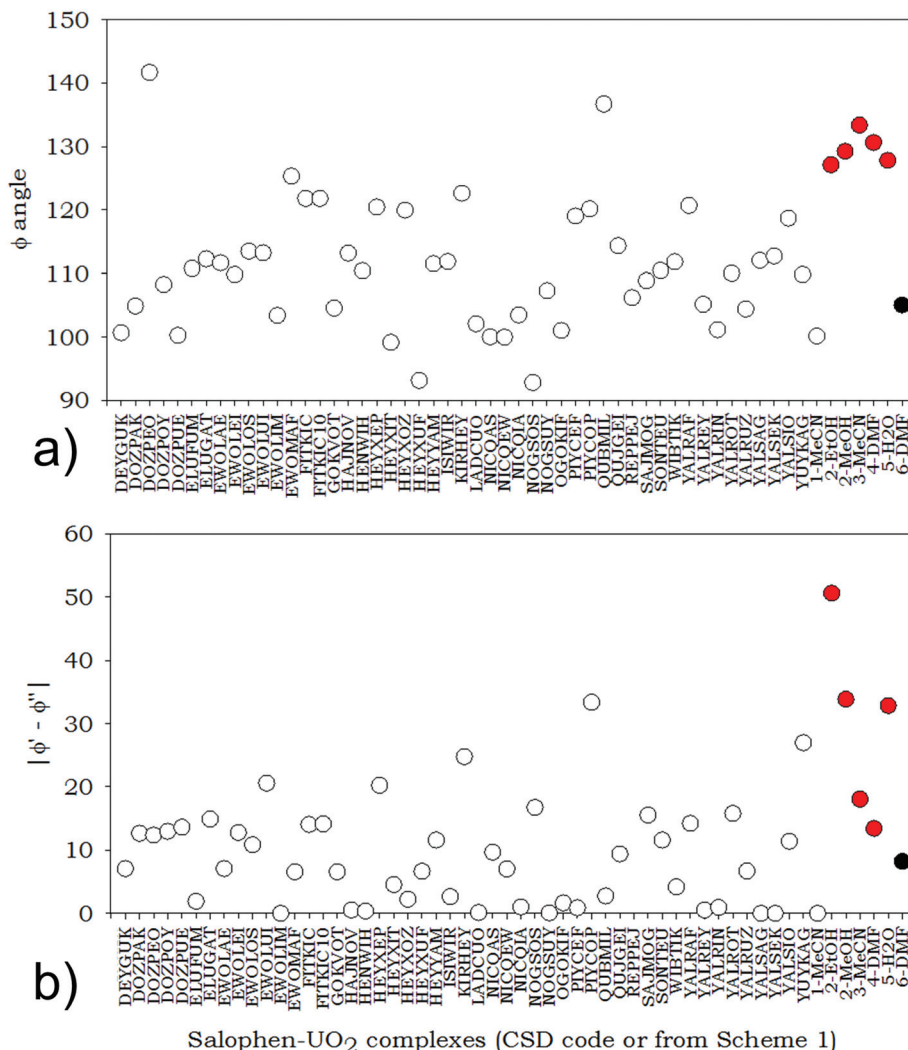 150
140
130
120
110
100
90
ϕ angle
DEYGUK
DOZPAK
DOZPEO
DOZPOY
DOZPUE
ELUFUM
ELUGAT
EWOLAE
EWOLEI
EWOLOS
EWOLUI
EWOLIM
EWOMAF
FITKIC
FITKIC10
GOKVOT
HAJNOV
HENWIH
HEYXEP
HEYXIT
HEYXOZ
HEYXUF
HEYYAM
ISIWIR
KIRHEY
LADCUO
NICQAS
NICQEW
NICQIA
NOGSOS
NOGSUY
OGOKIF
PIYCEF
PIYCOP
QUBMIL
QUJGEI
REPPEJ
SAJMOG
SONTEU
WIBTIK
YALRAF
YALREY
YALRIN
YALROT
YALRUZ
YALSAG
YALSEK
YALSIO
YUYKAG
1-MeCN
2-EtOH
2-MeOH
3-MeCN
4-DMF
5-H2O
6-DMF
a)
60
50
40
30
20
10
0
|ϕ' - ϕ"|
DEYGUK
DOZPAK
DOZPEO
DOZPOY
DOZPUE
ELUFUM
ELUGAT
EWOLAE
EWOLEI
EWOLOS
EWOLUI
EWOLIM
EWOMAF
FITKIC
FITKIC10
GOKVOT
HAJNOV
HENWIH
HEYXEP
HEYXIT
HEYXOZ
HEYXUF
HEYYAM
ISIWIR
KIRHEY
LADCUO
NICQAS
NICQEW
NICQIA
NOGSOS
NOGSUY
OGOKIF
PIYCEF
PIYCOP
QUBMIL
QUJGEI
REPPEJ
SAJMOG
SONTEU
WIBTIK
YALRAF
YALREY
YALRIN
YALROT
YALRUZ
YALSAG
YALSEK
YALSIO
YUYKAG
1-MeCN
2-EtOH
2-MeOH
3-MeCN
4-DMF
5-H2O
6-DMF
b)
Salophen-UO2 complexes (CSD code or from Scheme 1)